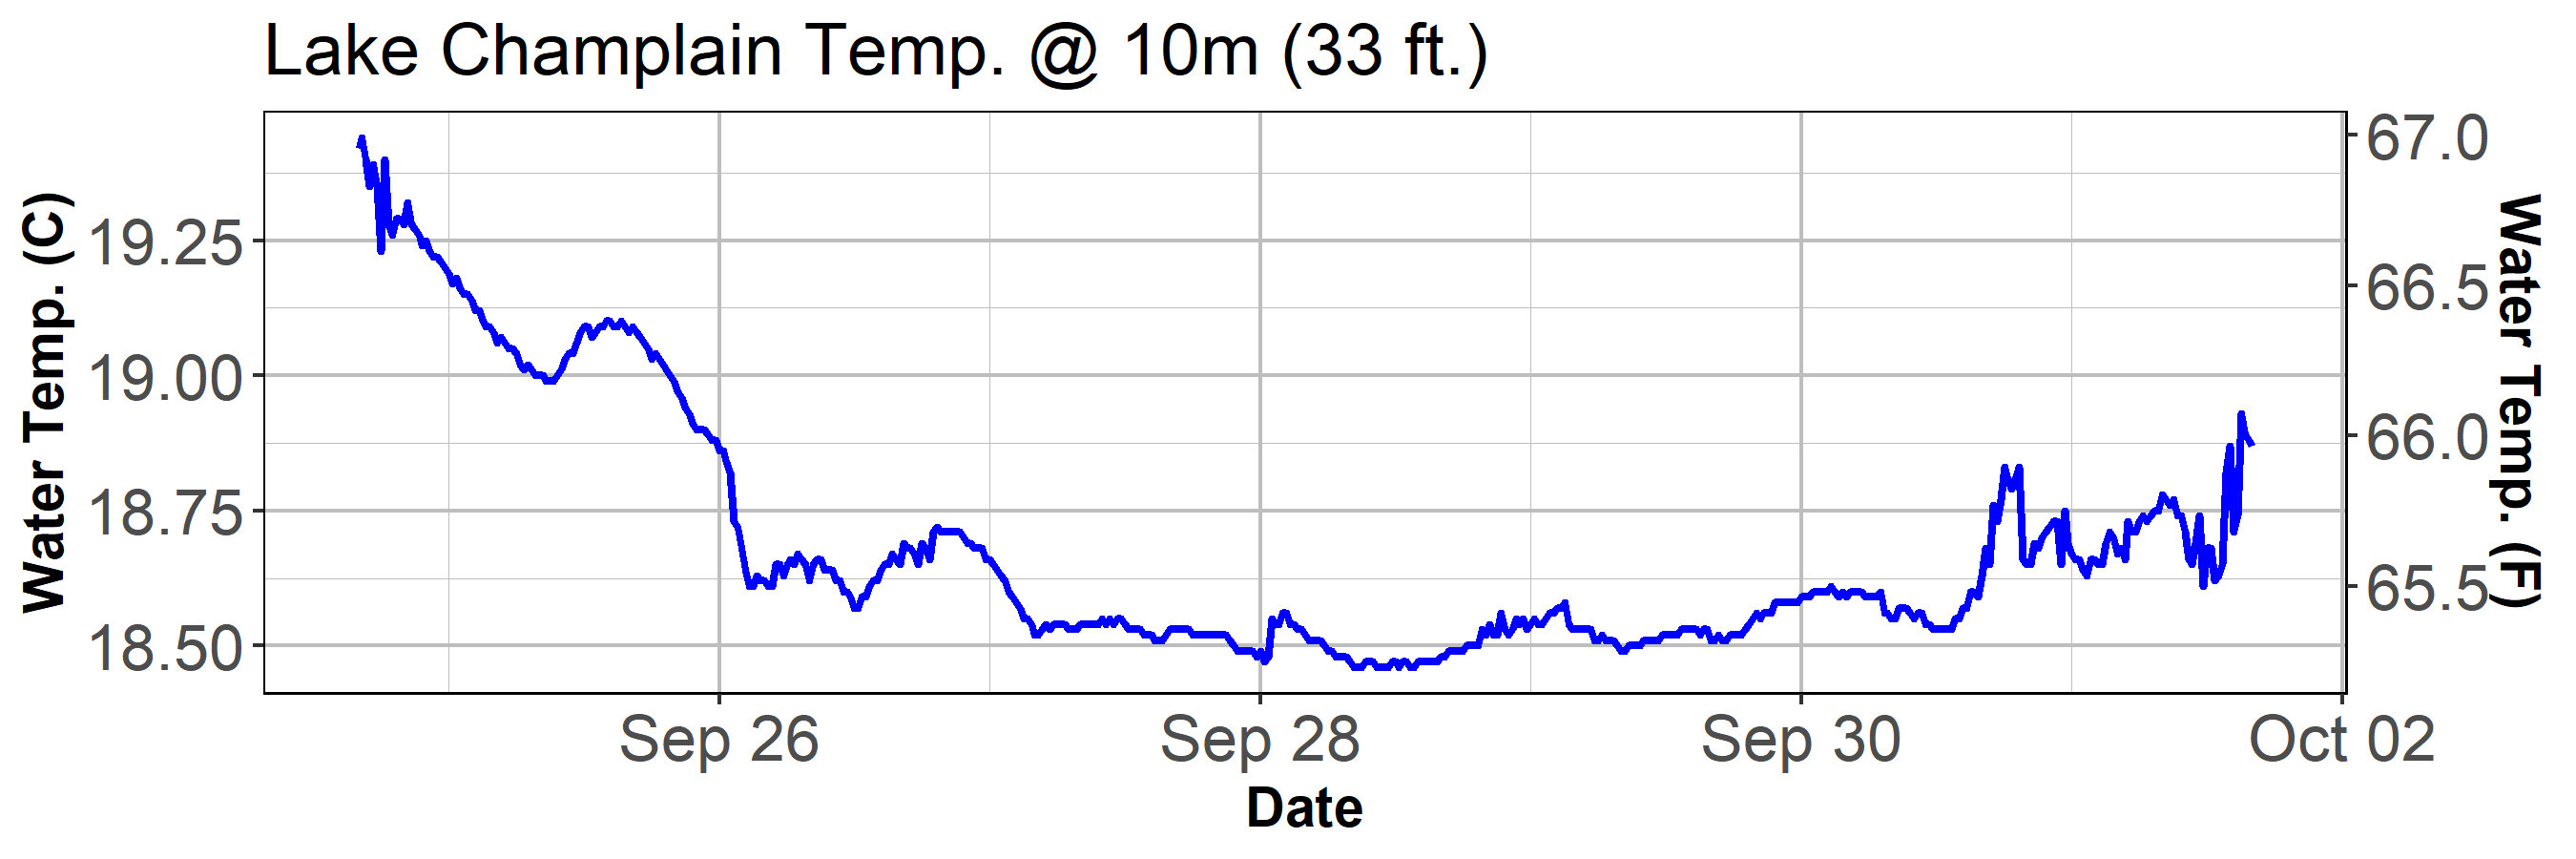 Lake Champlain Temp. @ 10m (33 ft.)
Water Temp. (C)
19.25
19.00
18.75
18.50
67.0
66.5
66.0
65.5
Water Temp. (F)
Sep 26 Sep 28 Sep 30 Oct 02
Date